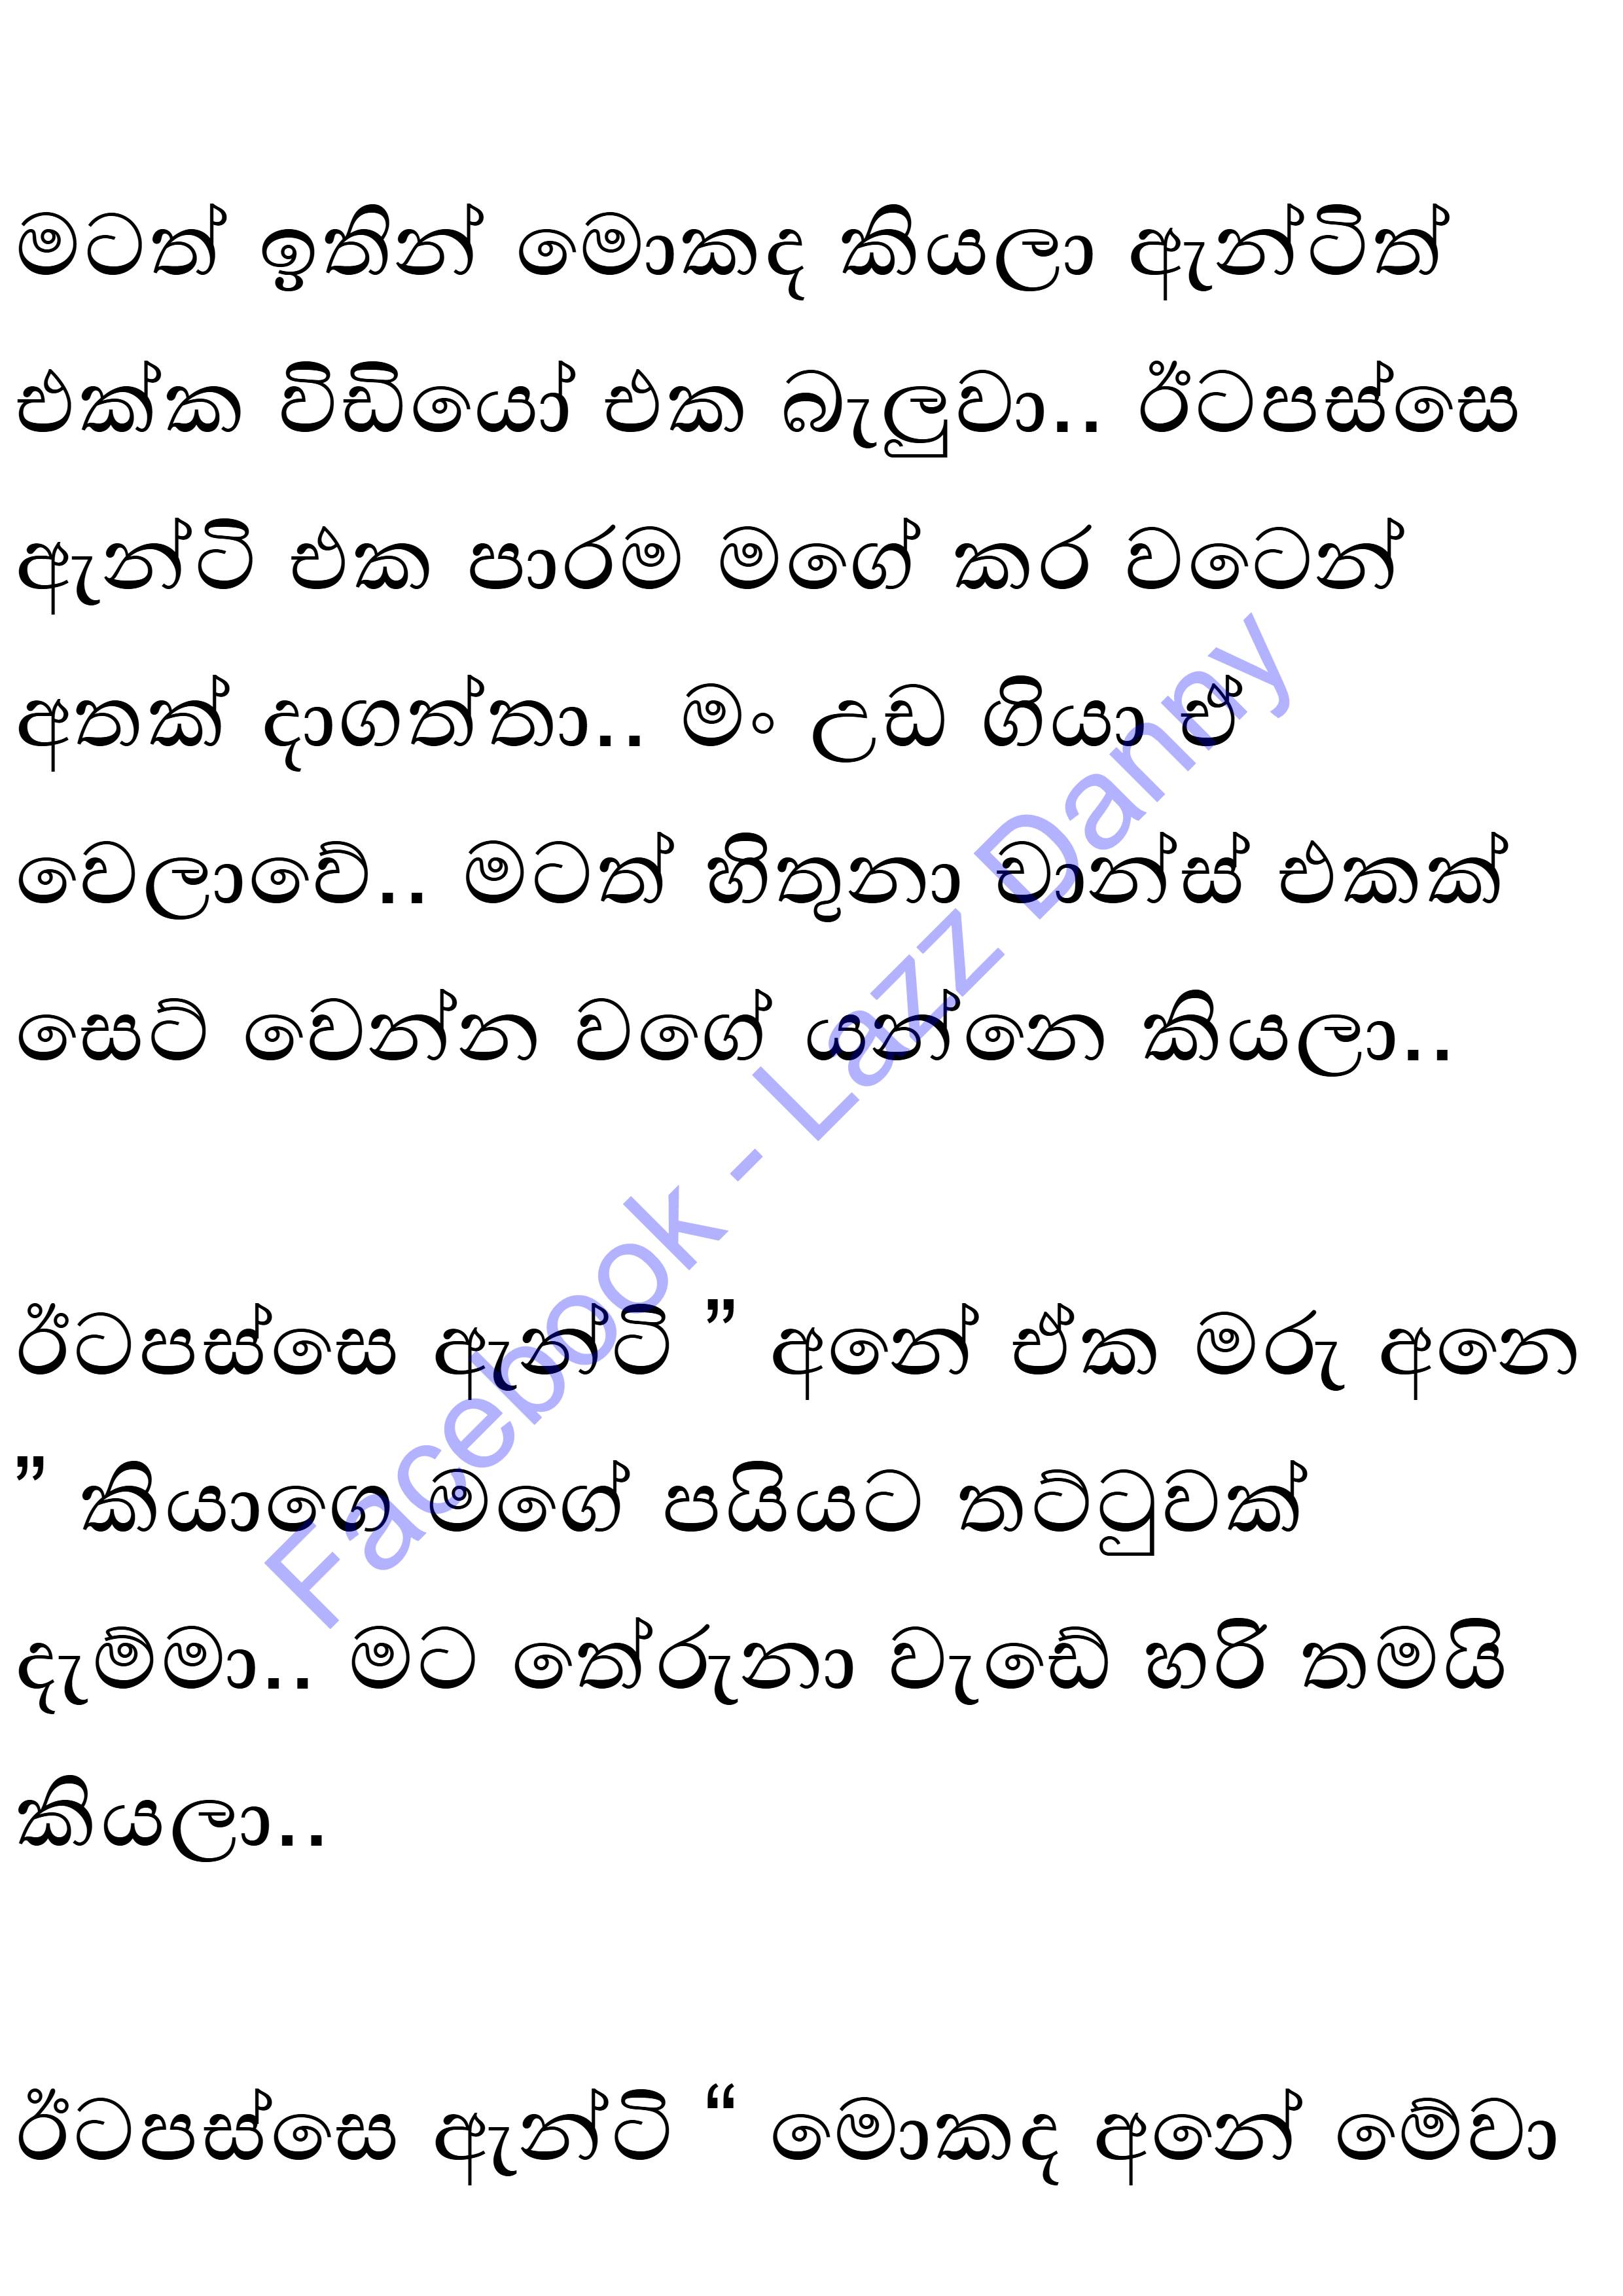 මටත් ඉතින් මොකද කියලා ඇන්ටිත්
එක්ක විඩියෝ එක බැලුවා.. ඊටපස්සෙ
ඇන්ටි එක පාරම මගේ කර වටෙන්
අතක් දාගත්තා.. මං උඩ ගියා ඒ
වෙලාවේ.. මටත් හිතුනා චාන්ස් එකක්
සෙට් වෙන්න වගේ යන්නෙ කියලා..
ඊටපස්සෙ ඇන්ටි ” අනේ ඒක මරු අනෙ
” කියාගෙ මගේ පයියට තට්ටුවක්
දැම්මා.. මට තේරුනා වැඩේ හරි තමයි
කියලා..
ඊටපස්සෙ ඇන්ටි “ මොකද අනේ මේවා
Facebook - Lazz Danny